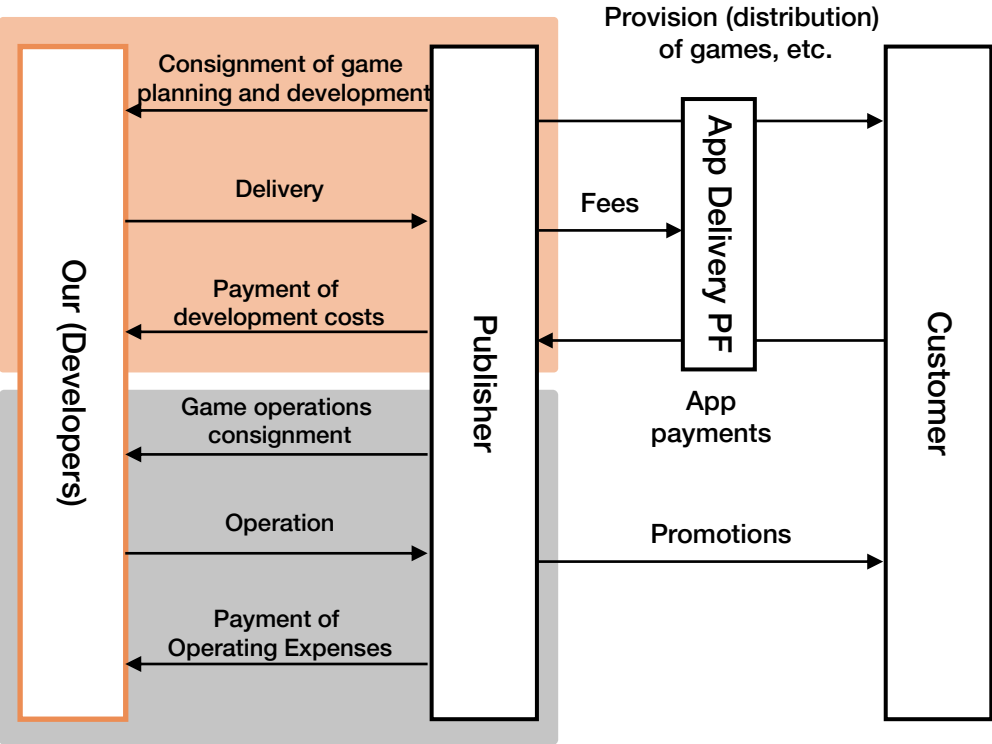 Provision (distribution)
of games, etc.
Consignment of game
planning and development
Delivery
Payment of
development costs
Game operations
consignment
Operation
Payment of
Operating Expenses
Our (Developers)
Publisher
Fees
App Delivery PF
App
payments
Promotions
Customer